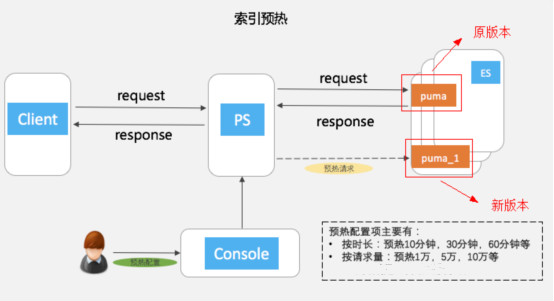 索引预热
原版本
ES
request
request
puma
Client
PS
response
response
预热请求
puma_1
新版本
预热配置
Console
预热配置项主要有：
• 按时长：预热10分钟，30分钟，60分钟等
• 按请求量：预热1万，5万，10万等